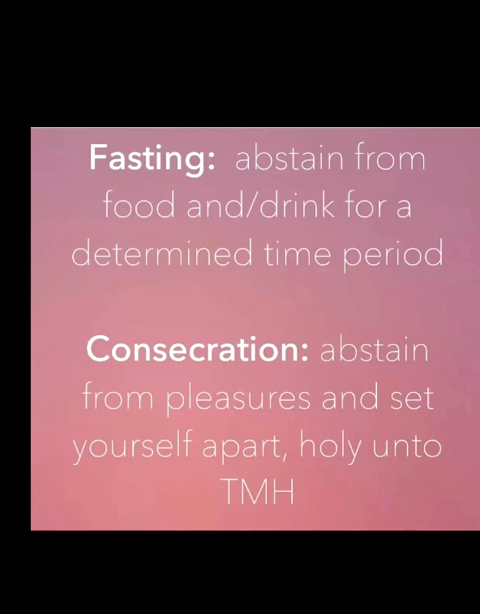 Fasting: abstain from
food and/drink for a
determined time period
Consecration: abstain
from pleasures and set
yourself apart, holy unto
TMH